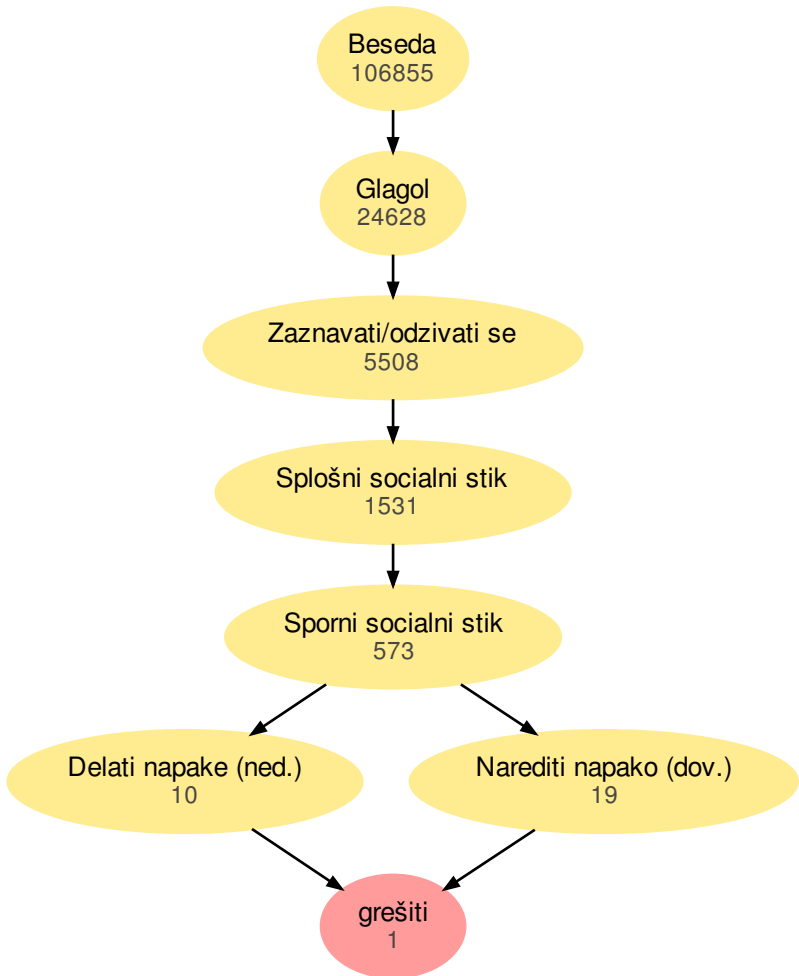 Beseda
106855
Glagol
24628
Zaznavati/odzivati se
5508
Splošni socialni stik
1531
Sporni socialni stik
573
Delati napake (ned.)
10
Narediti napako (dov.)
19
grešiti
1